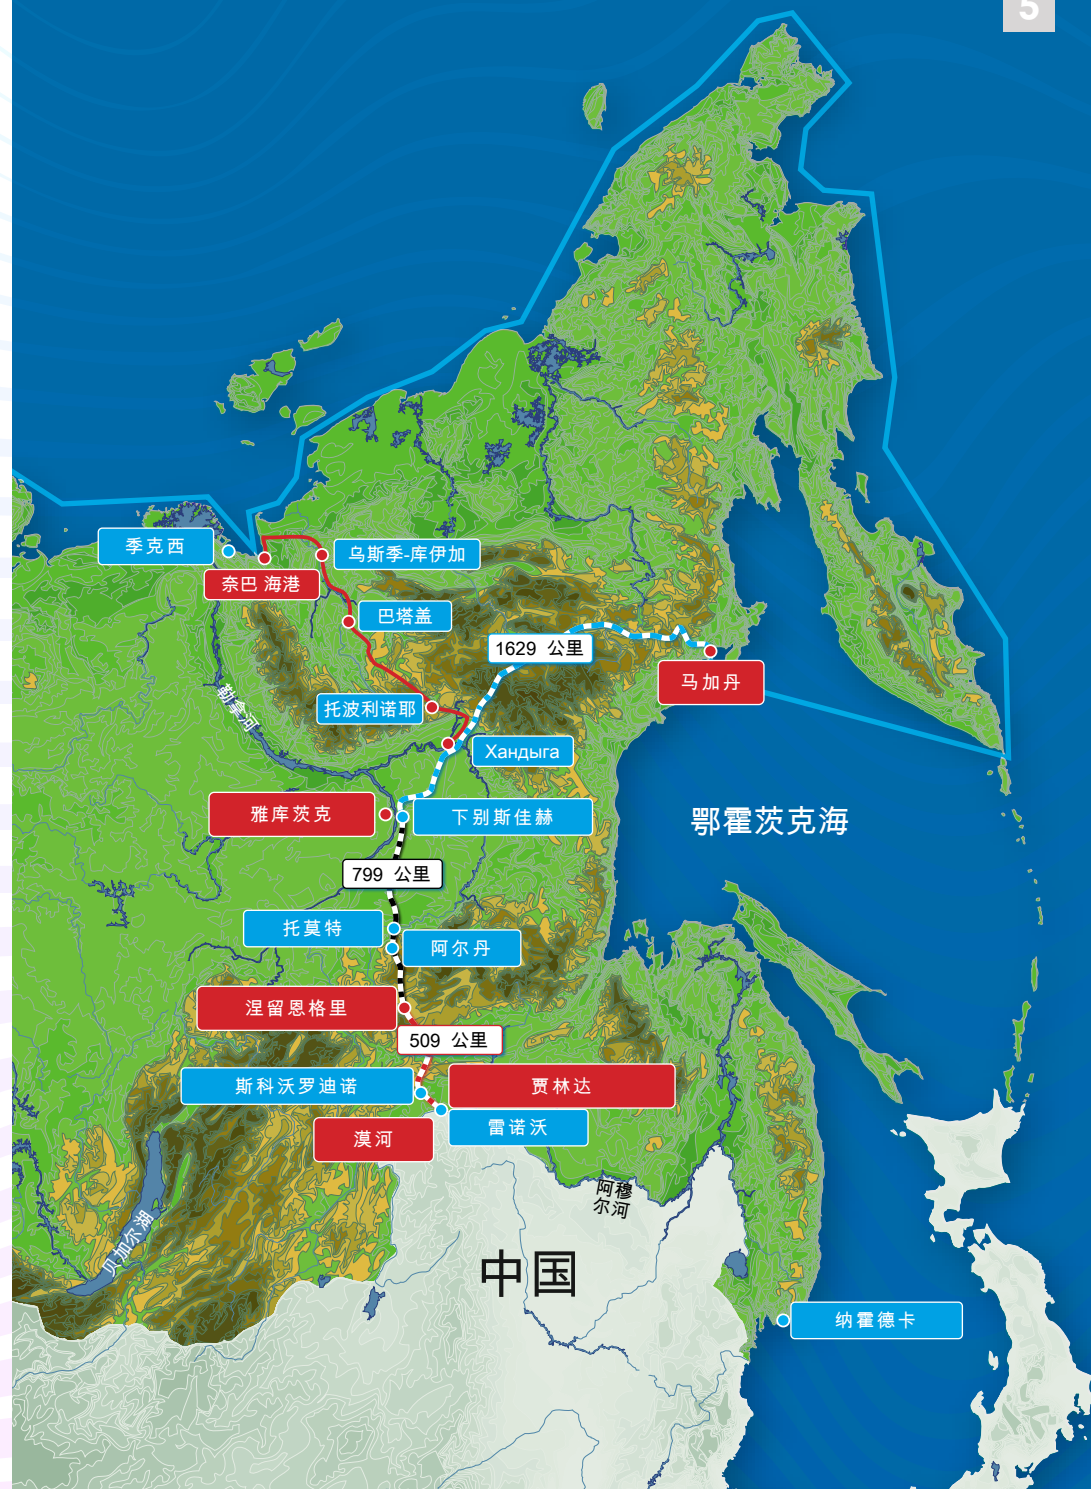 5
季克西
乌斯季-库伊加
奈巴 海港
巴塔盖
1629 公里
马加丹
勒拿河
托波利诺耶
Хандыга
雅库茨克
下别斯佳赫
鄂霍茨克海
799 公里
托莫特
阿尔丹
涅留恩格里
509 公里
斯科沃罗迪诺
贾林达
雷诺沃
漠河
阿穆
尔河
贝加尔湖
中国
纳霍德卡